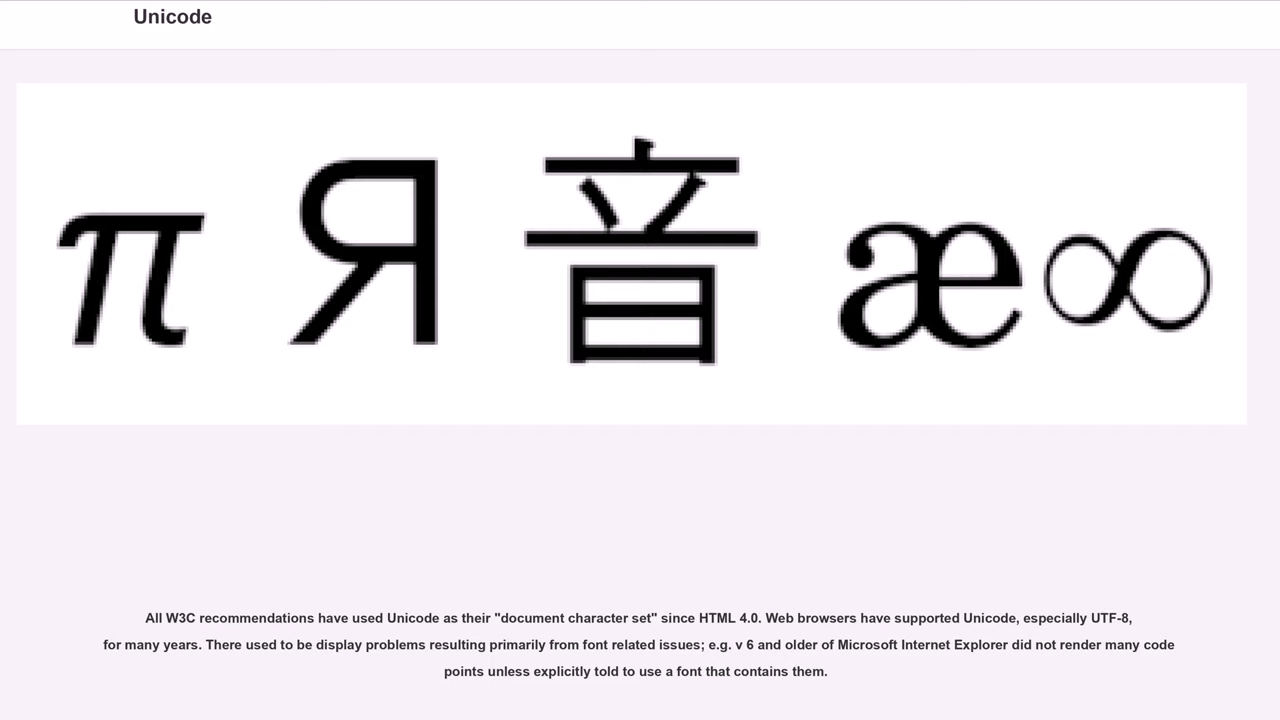 Unicode
π Я 音 æ∞
All W3C recommendations have used Unicode as their "document character set" since HTML 4.0. Web browsers have supported Unicode, especially UTF-8,
for many years. There used to be display problems resulting primarily from font related issues; e.g. v 6 and older of Microsoft Internet Explorer did not render many code
points unless explicitly told to use a font that contains them.